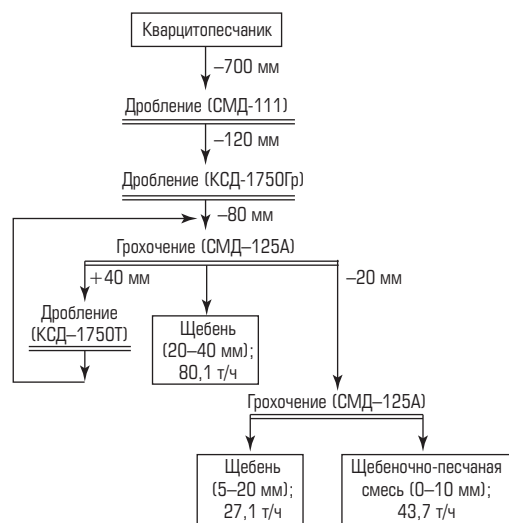 Кварцитопесчаник
–700 мм
Дробление (СМД-111)
–120 мм
Дробление (КСД-1750Гр)
–80 мм
Грохочение (СМД–125А)
+40 мм
–20 мм
Дробление
(КСД–1750Т)
Щебень
(20–40 мм);
80,1 т/ч
Грохочение (СМД–125А)
Щебень
(5–20 мм);
27,1 т/ч
Щебеночно-песчаная
смесь (0–10 мм);
43,7 т/ч